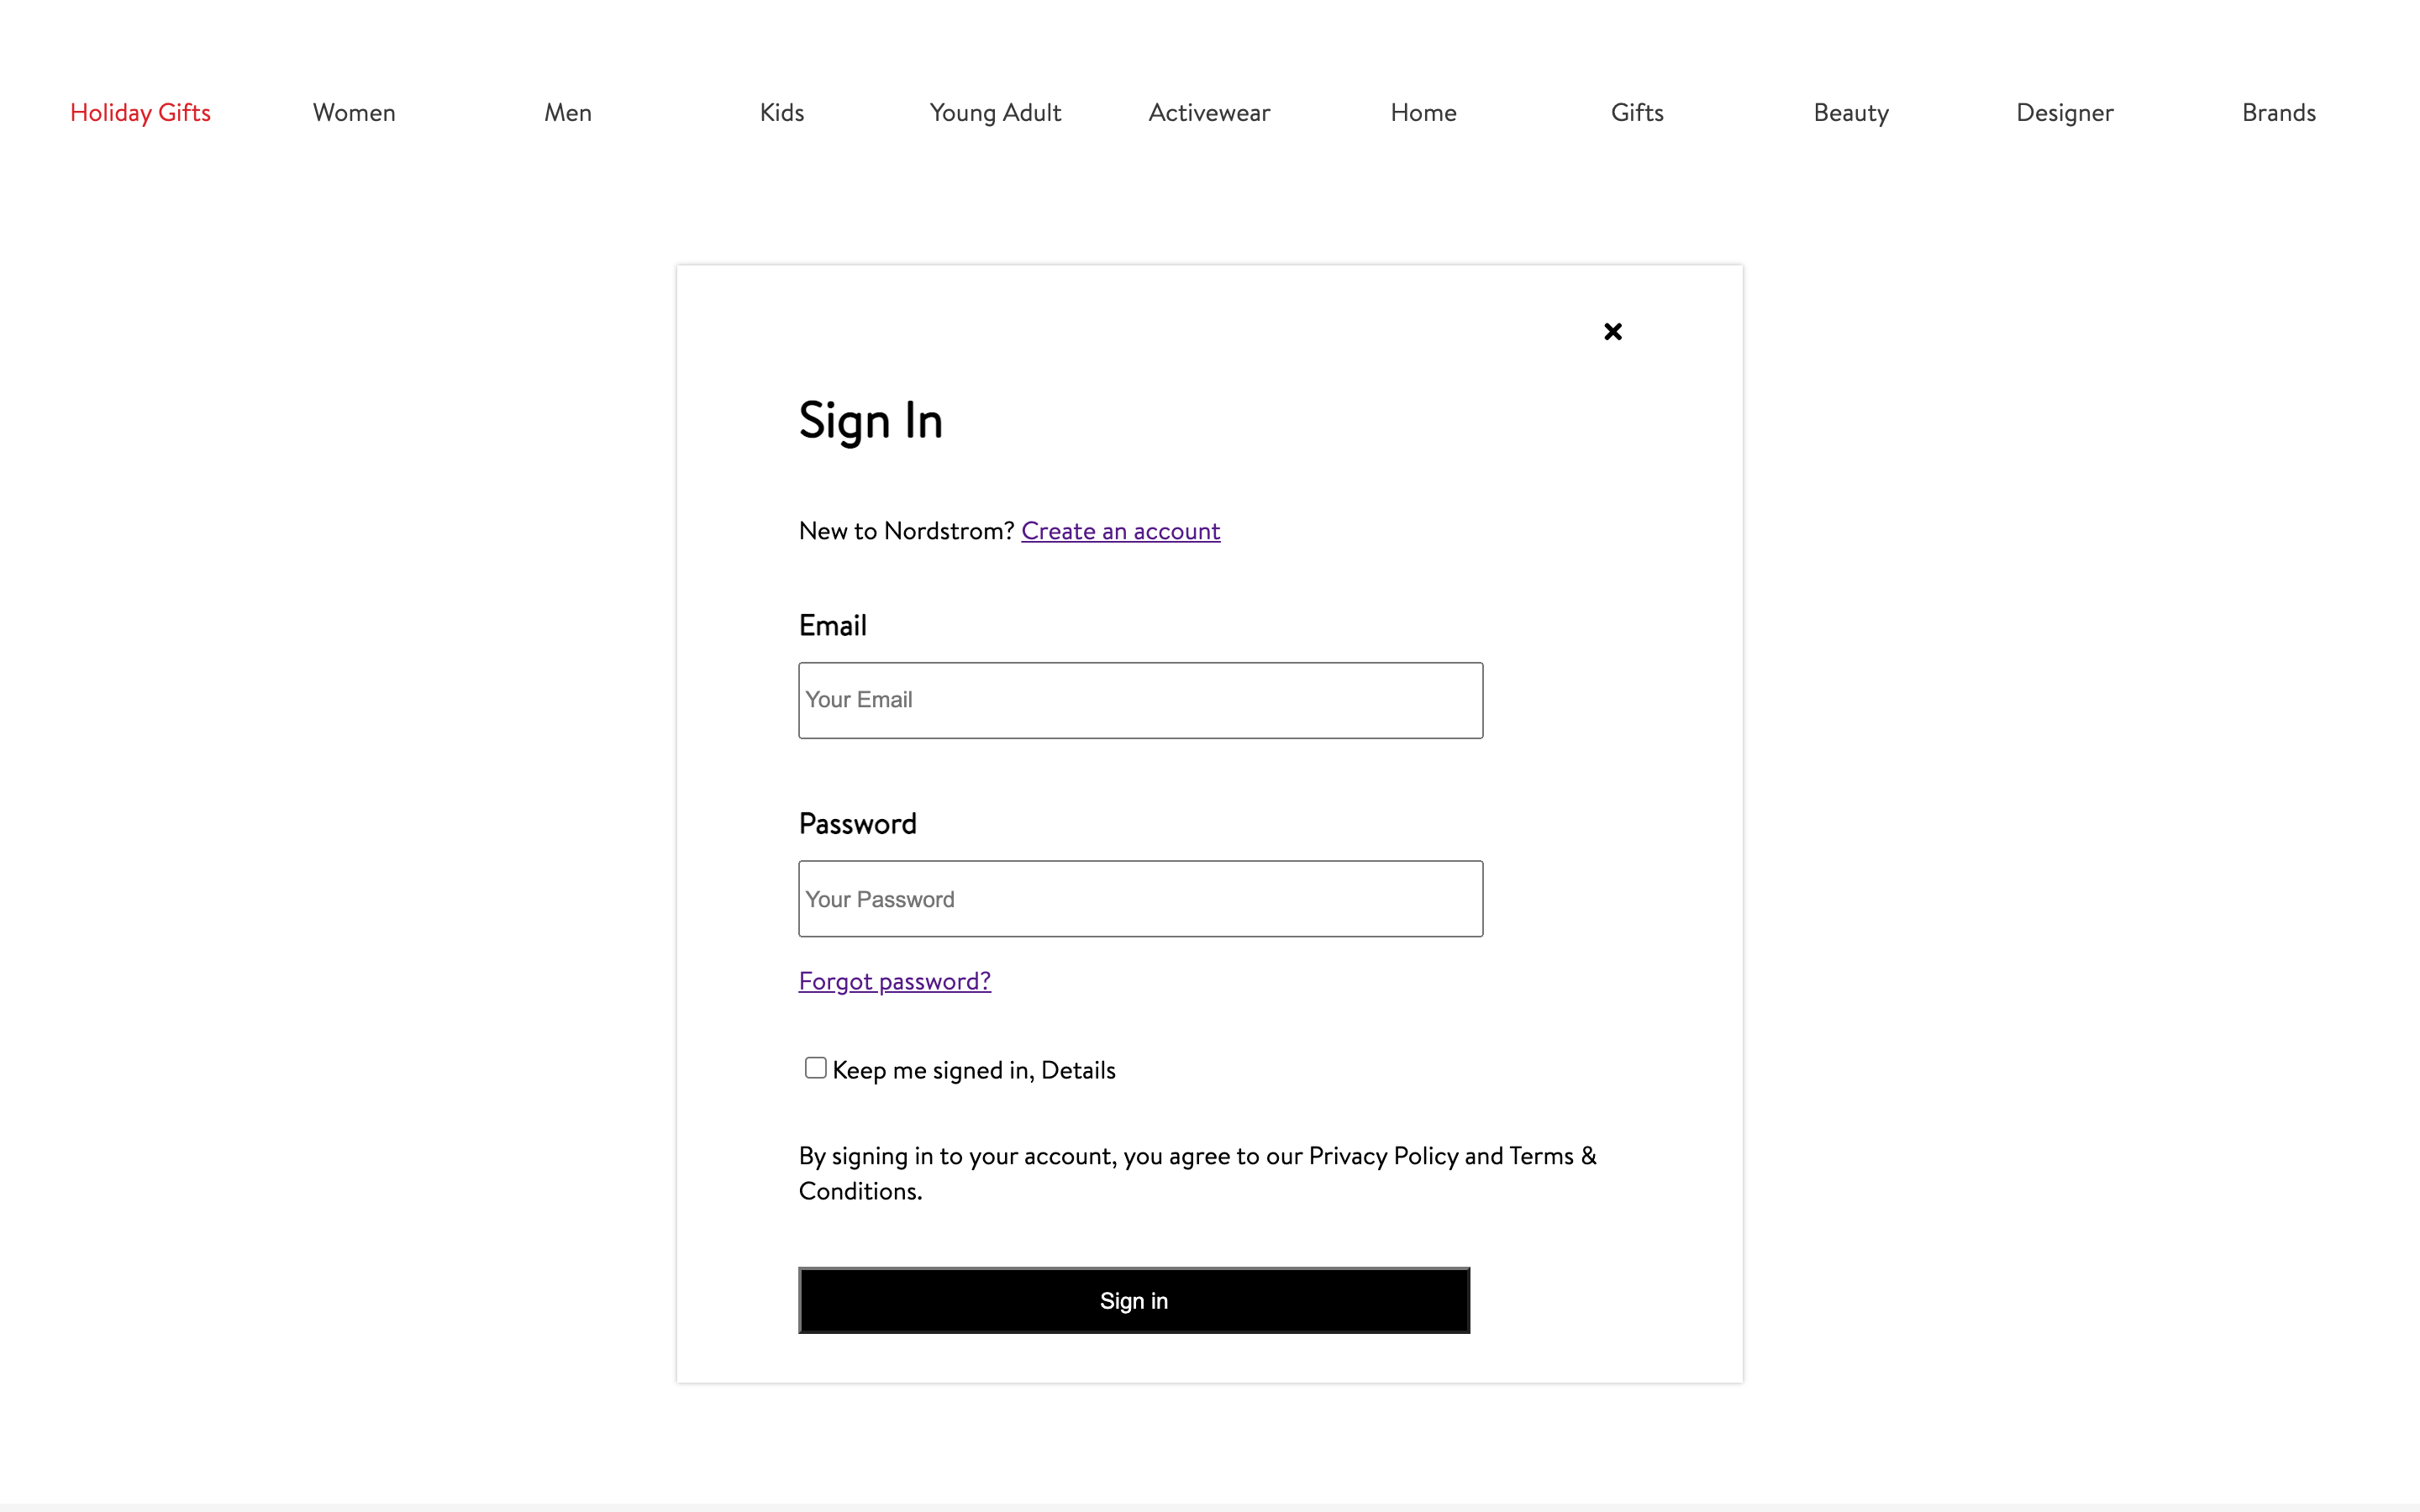 Holiday Gifts Women Men Kids Young Adult Activewear Home Gifts Beauty Designer Brands
Sign In
New to Nordstrom? Create an account
Email
Your Email
Password
Your Password
Forgot password?
Keep me signed in, Details
By signing in to your account, you agree to our Privacy Policy and Terms &
Conditions.
Sign in